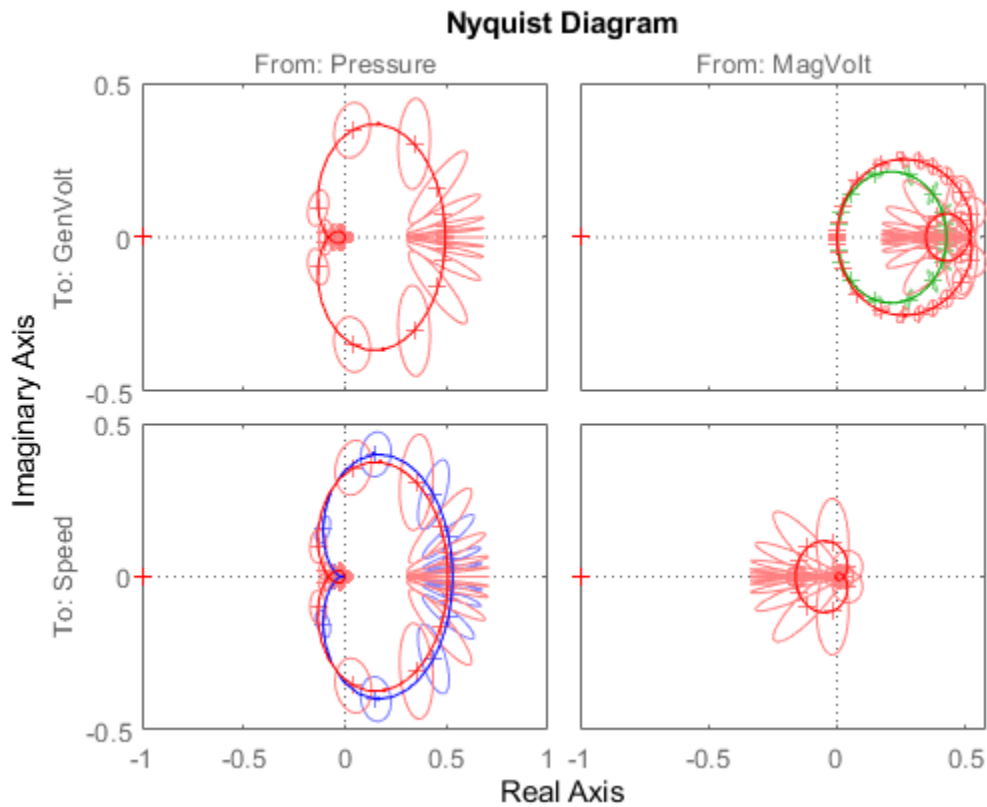 Nyquist Diagram
From: Pressure
From: MagVolt
0.5
0
-0.5
To: GenVolt
Imaginary Axis
0.5
0
-0.5
To: Speed
-1
-0.5
0
0.5
1
-1
-0.5
0
0.5
Real Axis